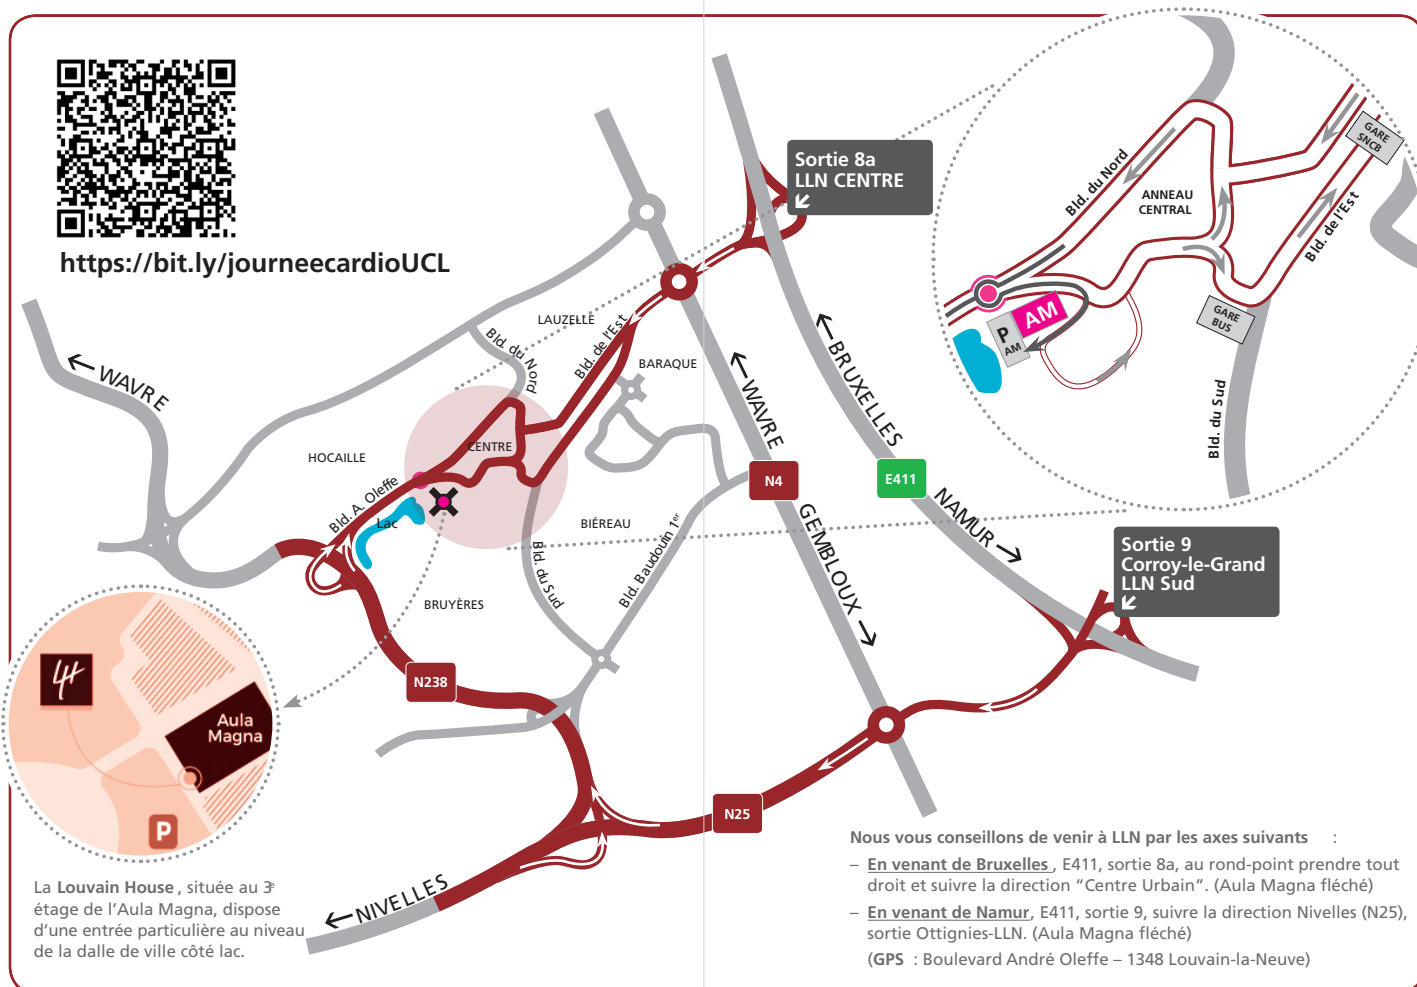 https://bit.ly/journeecardioUCL
Sortie 8a
LLN CENTRE
GARE
SNCB
Bld. du Nord
ANNEAU
CENTRAL
Bld. de l'Est
AM
P
AM
GARE
BUS
Bld. du Sud
WAVRE
LAUZELLE
Bld. du Nord
Bld. de l'Est
BARAQUE
BRUXELLES
WAVRE
HOCAILLE
CENTRE
N4
E411
Bld. A. Oleffe
Lac
BIÉREAU
NAMUR
GEMBLOUX
Bld. du Sud
Bld. Baudouin 1er
Sortie 9
Corroy-le-Grand
LLN Sud
BRUYÈRES
N238
LH
Aula
Magna
P
N25
NIVELLES
La Louvain House, située au 3e
étage de l'Aula Magna, dispose
d'une entrée particulière au niveau
de la dalle de ville côté lac.
Nous vous conseillons de venir à LLN par les axes suivants :
– En venant de Bruxelles, E411, sortie 8a, au rond-point prendre tout
droit et suivre la direction “Centre Urbain”. (Aula Magna fléché)
– En venant de Namur, E411, sortie 9, suivre la direction Nivelles (N25),
sortie Ottignies-LLN. (Aula Magna fléché)
(GPS : Boulevard André Oleffe – 1348 Louvain-la-Neuve)